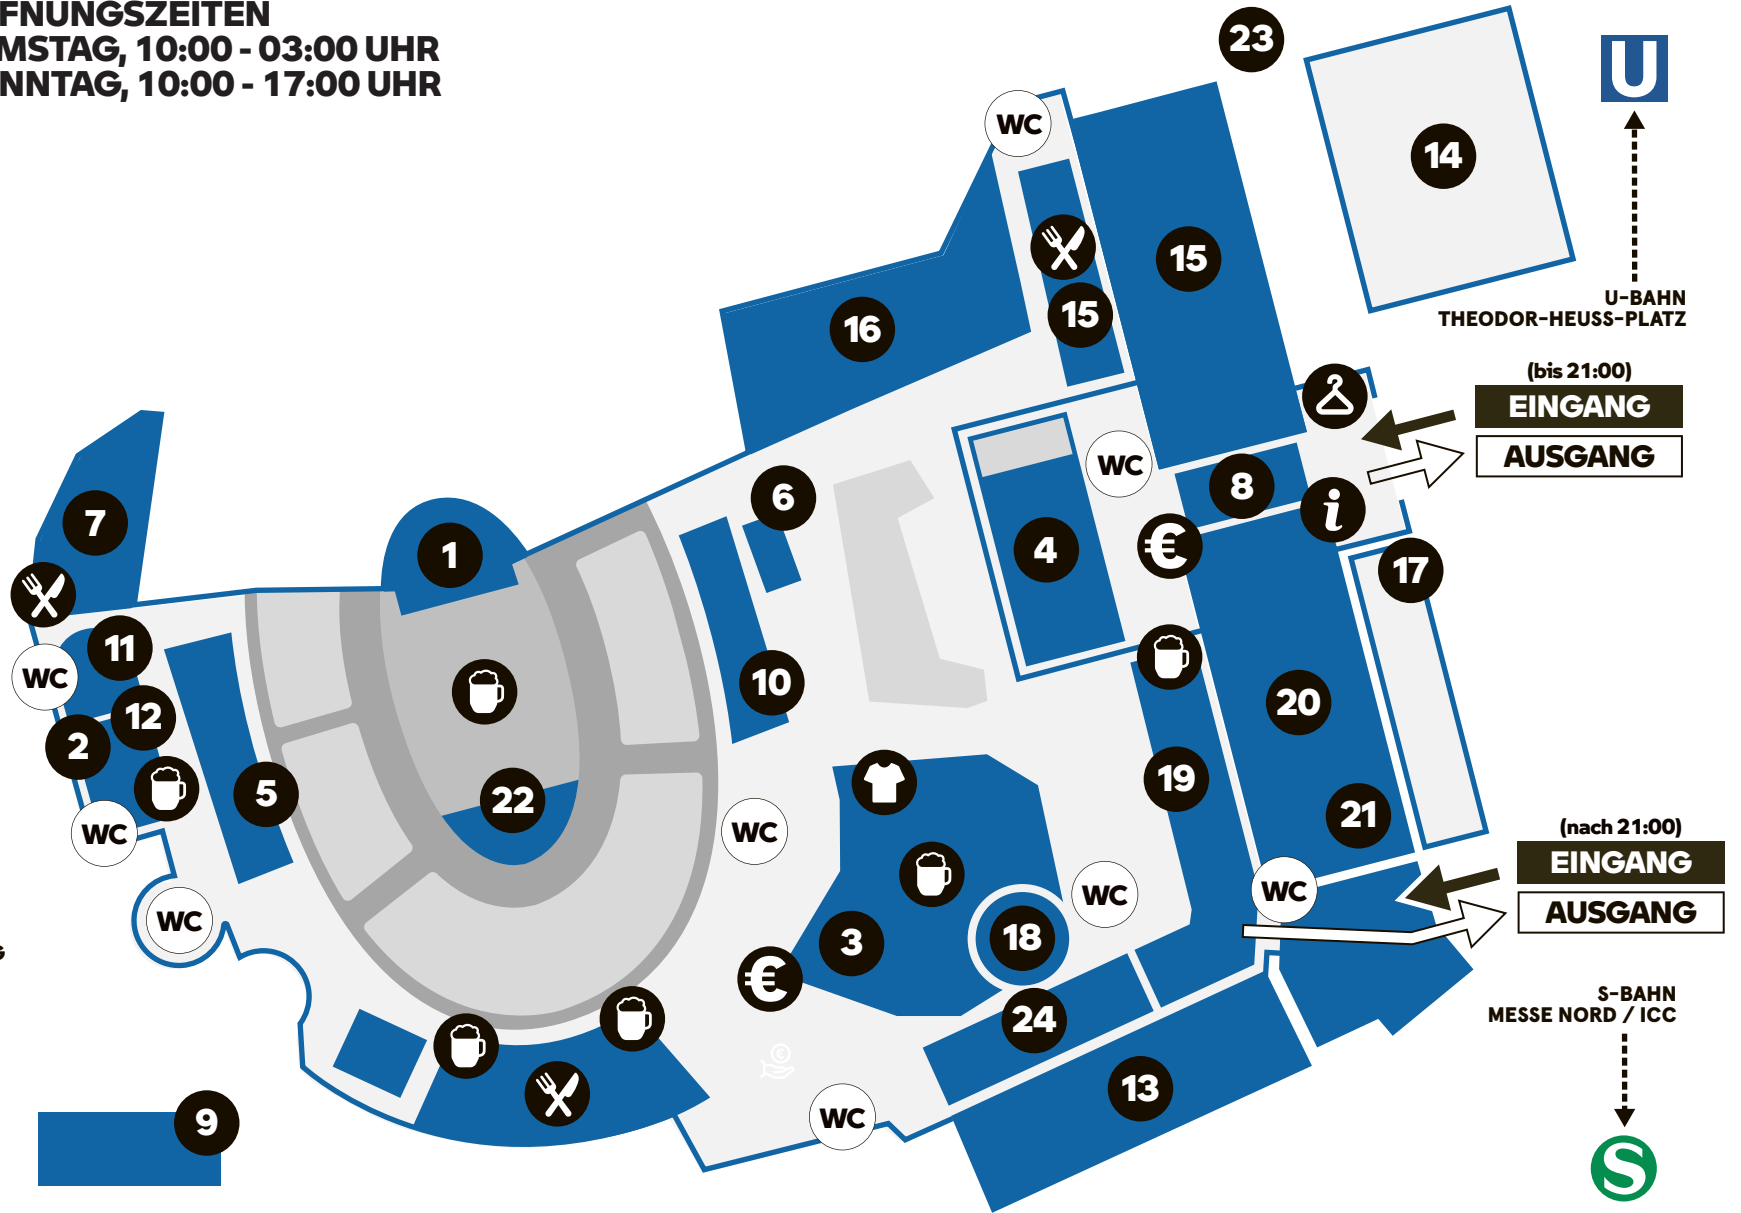 FNUNGSZEITEN
MSTAG, 10:00 - 03:00 UHR
NNTAG, 10:00 - 17:00 UHR
23
U
WC
14
15
16
15
U-BAHN
THEODOR-HEUSS-PLATZ
(bis 21:00)
EINGANG
AUSGANG
WC
8
6
i
7
1
4
€
17
11
WC
10
20
12
2
5
22
19
21
WC
WC
(nach 21:00)
EINGANG
AUSGANG
WC
WC
WC
3
18
€
S-BAHN
MESSE NORD / ICC
24
€
13
WC
9
S